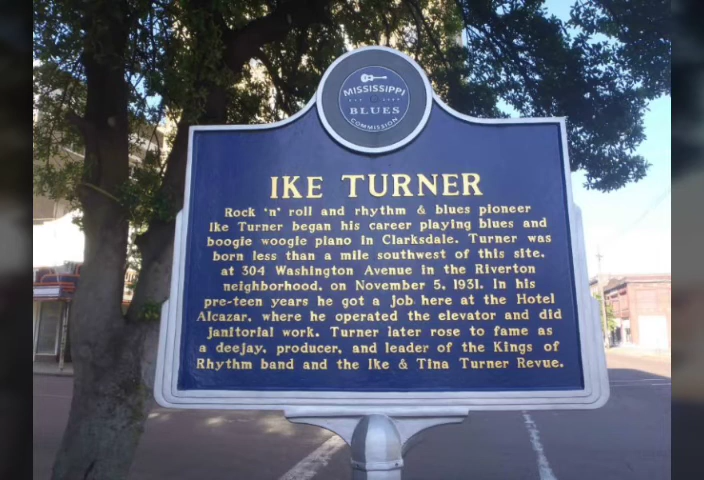 MISSISSIPPI
BLUES
COMMISSION
IKE TURNER
Rock 'n' roll and rhythm & blues pioneer
Ike Turner began his career playing blues and
boogie woogie piano in Clarksdale. Turner was
born less than a mile southwest of this site,
at 304 Washington Avenue in the Riverton
neighborhood, on November 5, 1931. In his
pre-teen years he got a job here at the Hotel
Alcazar, where he operated the elevator and did
janitorial work. Turner later rose to fame as
a deejay, producer, and leader of the Kings of
Rhythm band and the Ike & Tina Turner Revue.